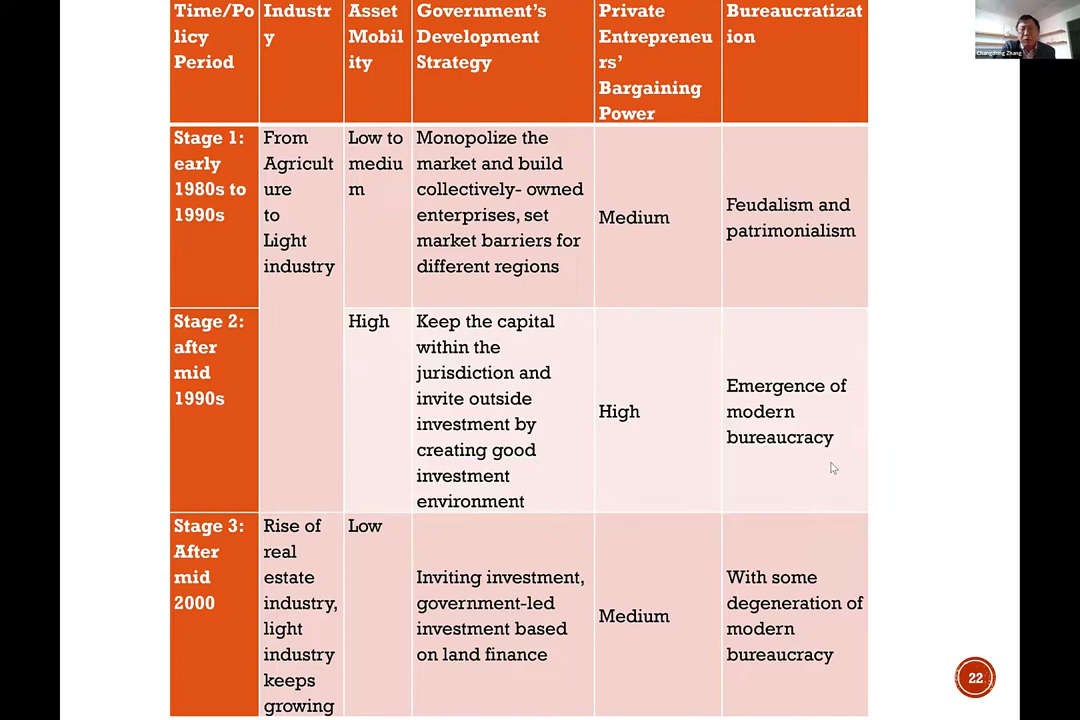 Time/Po
licy
Period
Industr
y
Asset
Mobil
ity
Government's
Development
Strategy
Private
Entrepreneu
rs'
Bargaining
Power
Bureaucratizat
ion
Stage 1:
early
1980s to
1990s
From
Agricult
ure
to
Light
industry
Low to
mediu
m
Monopolize the
market and build
collectively- owned
enterprises, set
market barriers for
different regions
Medium
Feudalism and
patrimonialism
Stage 2:
after
mid
1990s
High
Keep the capital
within the
jurisdiction and
invite outside
investment by
creating good
investment
environment
High
Emergence of
modern
bureaucracy
Stage 3:
After
mid
2000
Rise of
real
estate
industry,
light
industry
keeps
growing
Low
Inviting investment,
government-led
investment based
on land finance
Medium
With some
degeneration of
modern
bureaucracy
22
Changdong Zhang